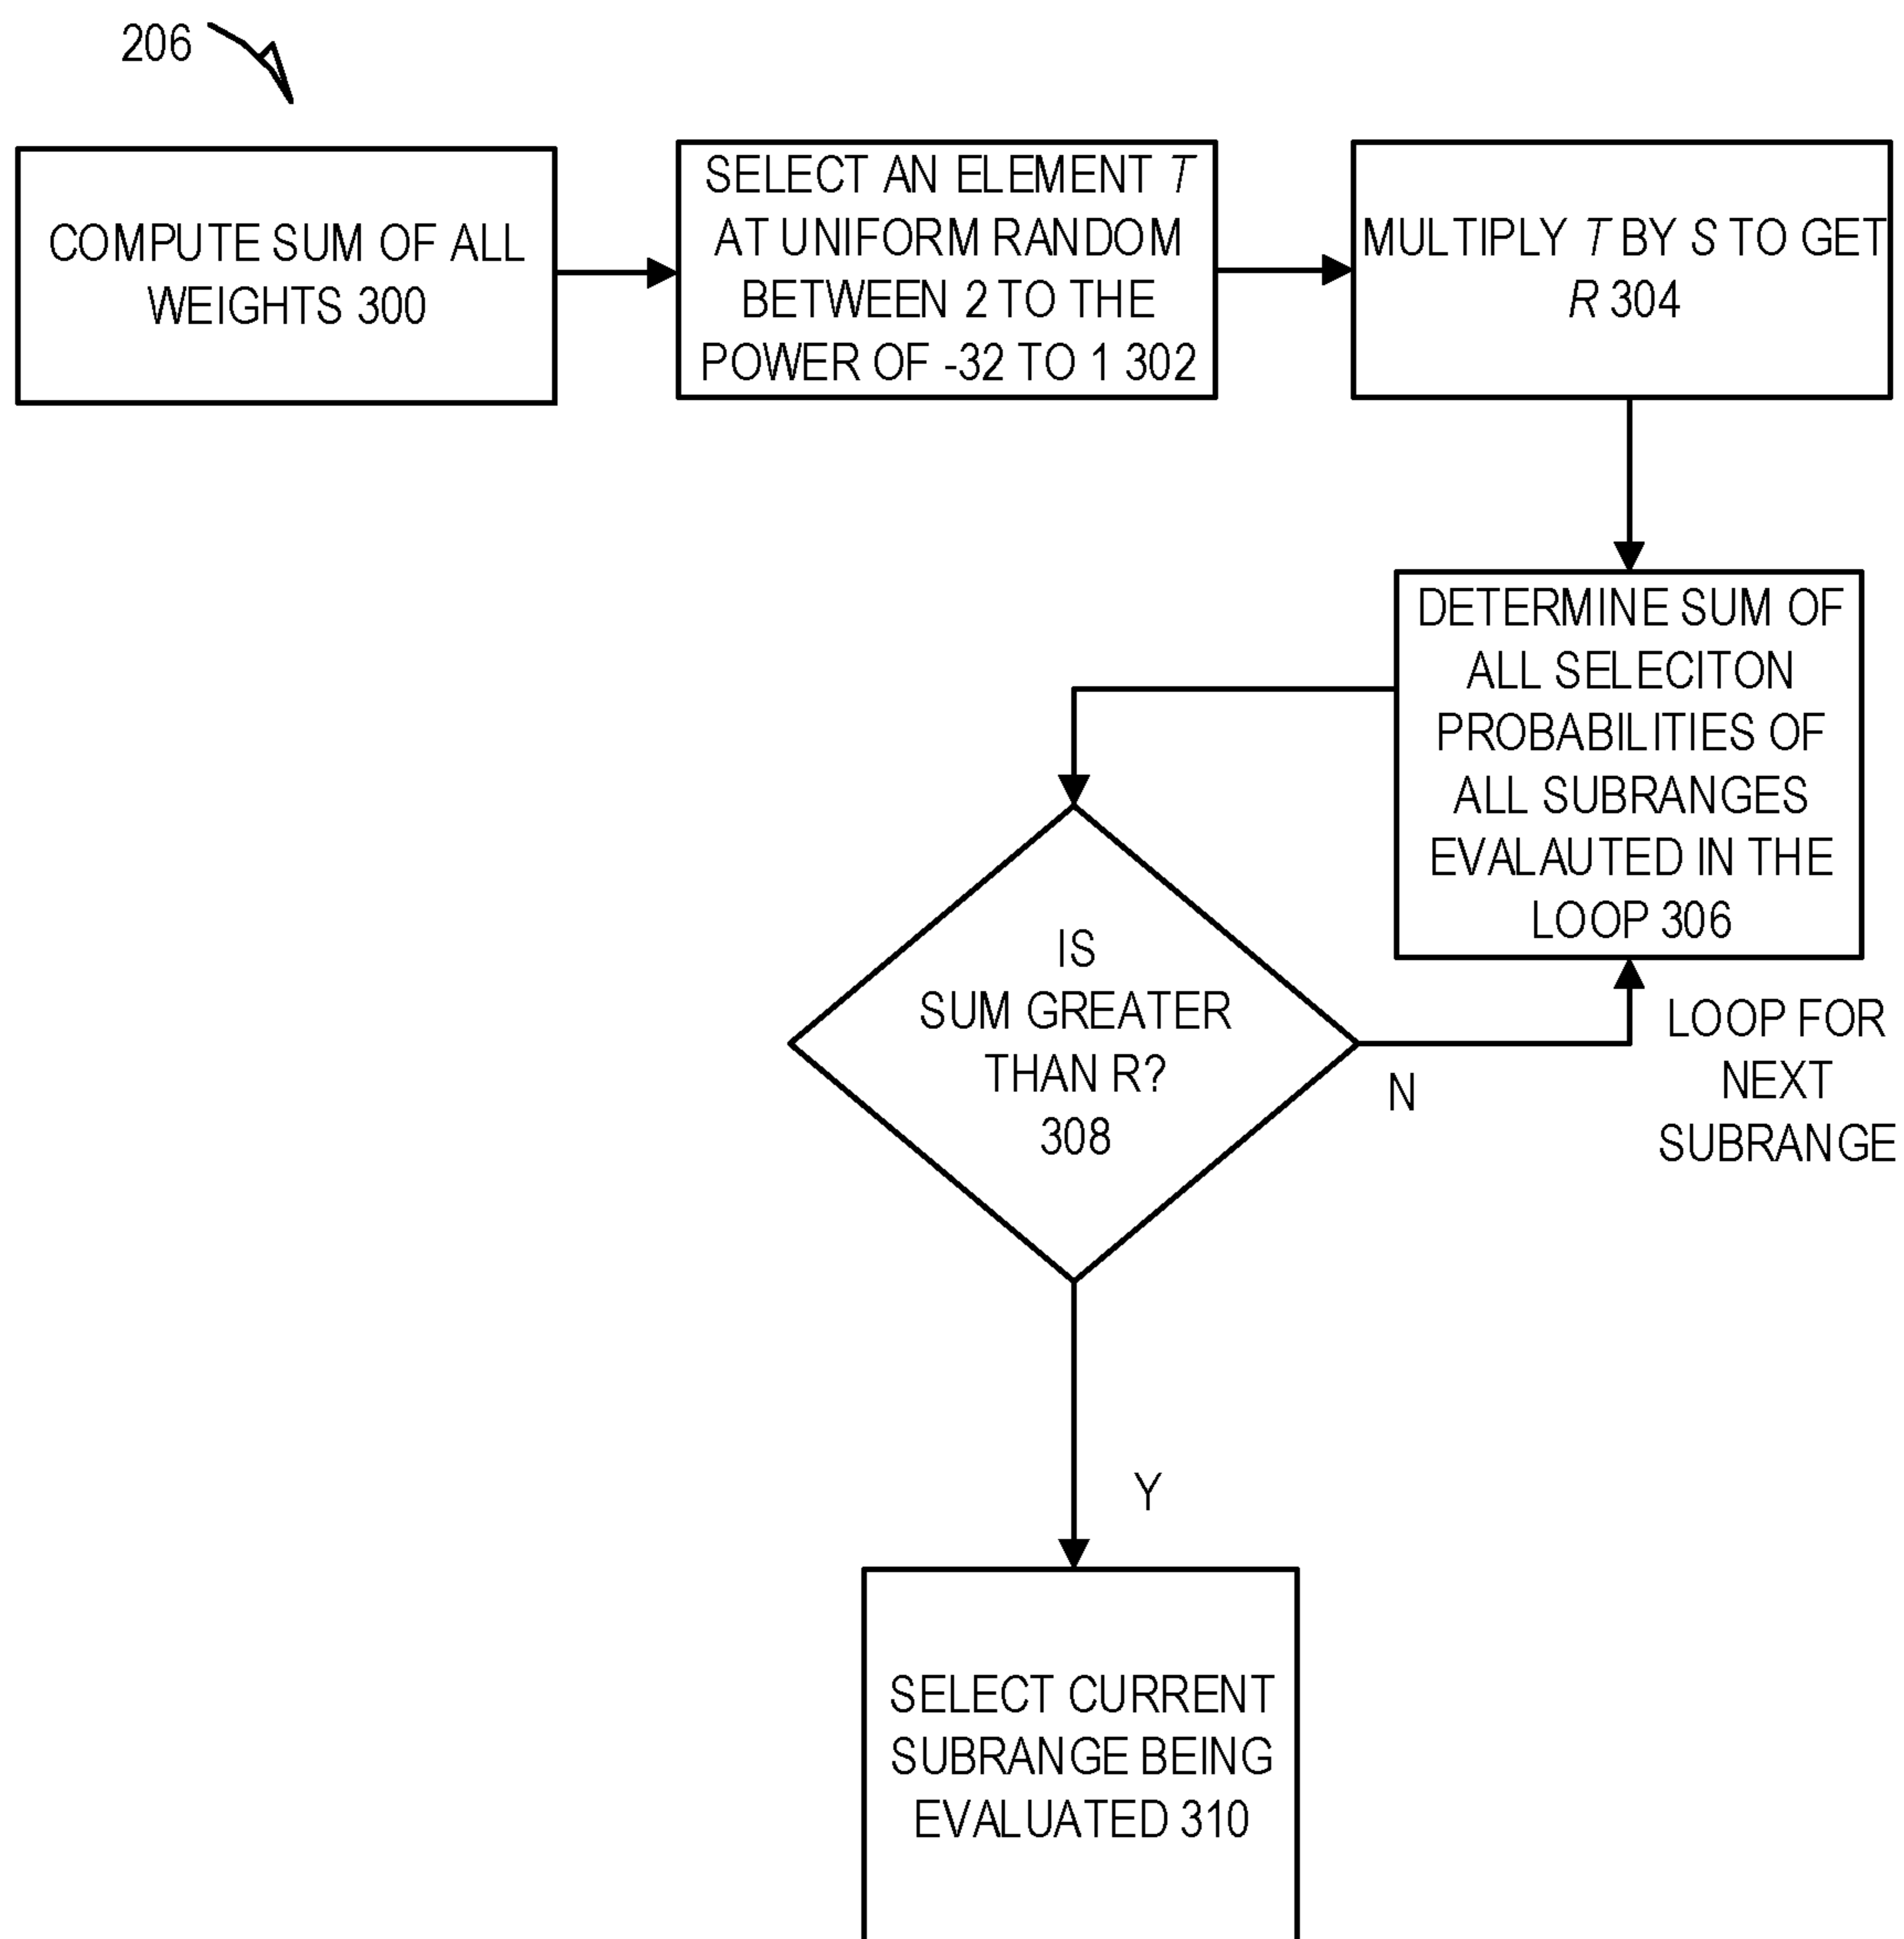 206
COMPUTE SUM OF ALL
WEIGHTS 300
SELECT AN ELEMENT T
AT UNIFORM RANDOM
BETWEEN 2 TO THE
POWER OF -32 TO 1 302
MULTIPLY T BY S TO GET
R 304
DETERMINE SUM OF
ALL SELECITON
PROBABILITIES OF
ALL SUBRANGES
EVALAUTED IN THE
LOOP 306
IS
SUM GREATER
THAN R?
308
N
LOOP FOR
NEXT
SUBRANGE
Y
SELECT CURRENT
SUBRANGE BEING
EVALUATED 310